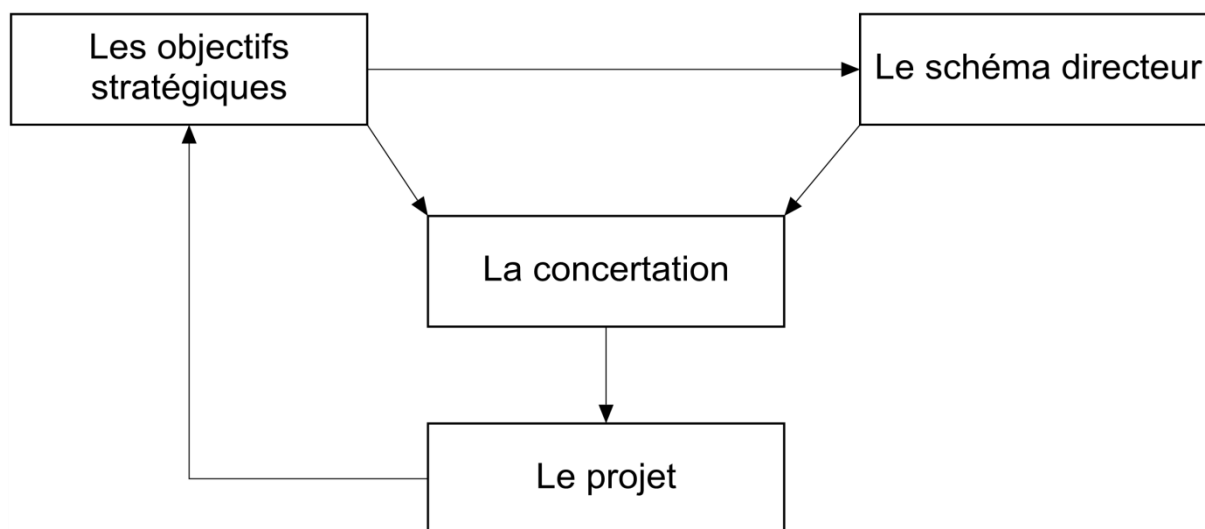 Les objectifs
stratégiques
Le schéma directeur
La concertation
Le projet